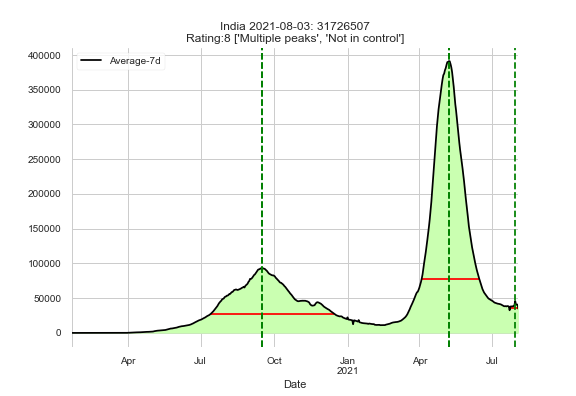 India 2021-08-03: 31726507
Rating:8 ['Multiple peaks', 'Not in control']
Average-7d
400000
350000
300000
250000
200000
150000
100000
50000
0
Apr Jul Oct Jan Apr Jul
2021
Date